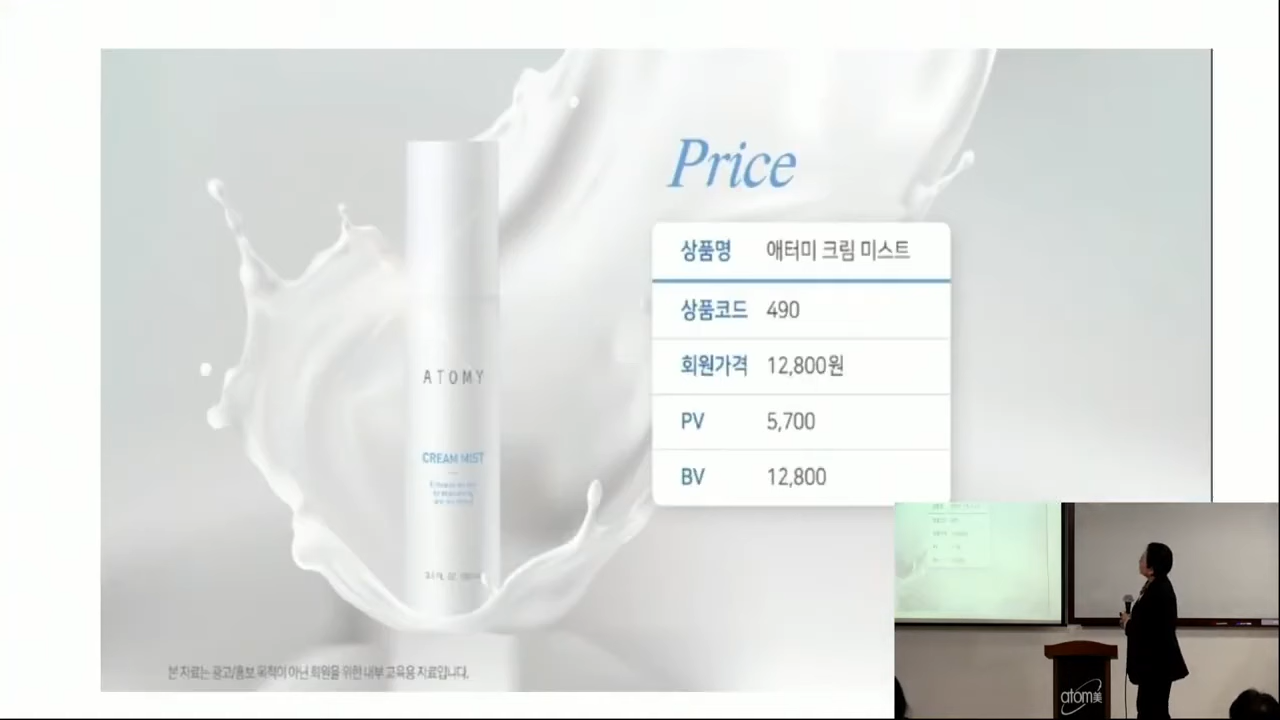 Price
상품명 애터미 크림 미스트
상품코드 490
회원가격 12,800원
PV 5,700
BV 12,800
ATOMY
CREAM MIST
본 자료는 광고/홍보 목적이 아닌 회원을 위한 내부 교육용 자료입니다.
atom美